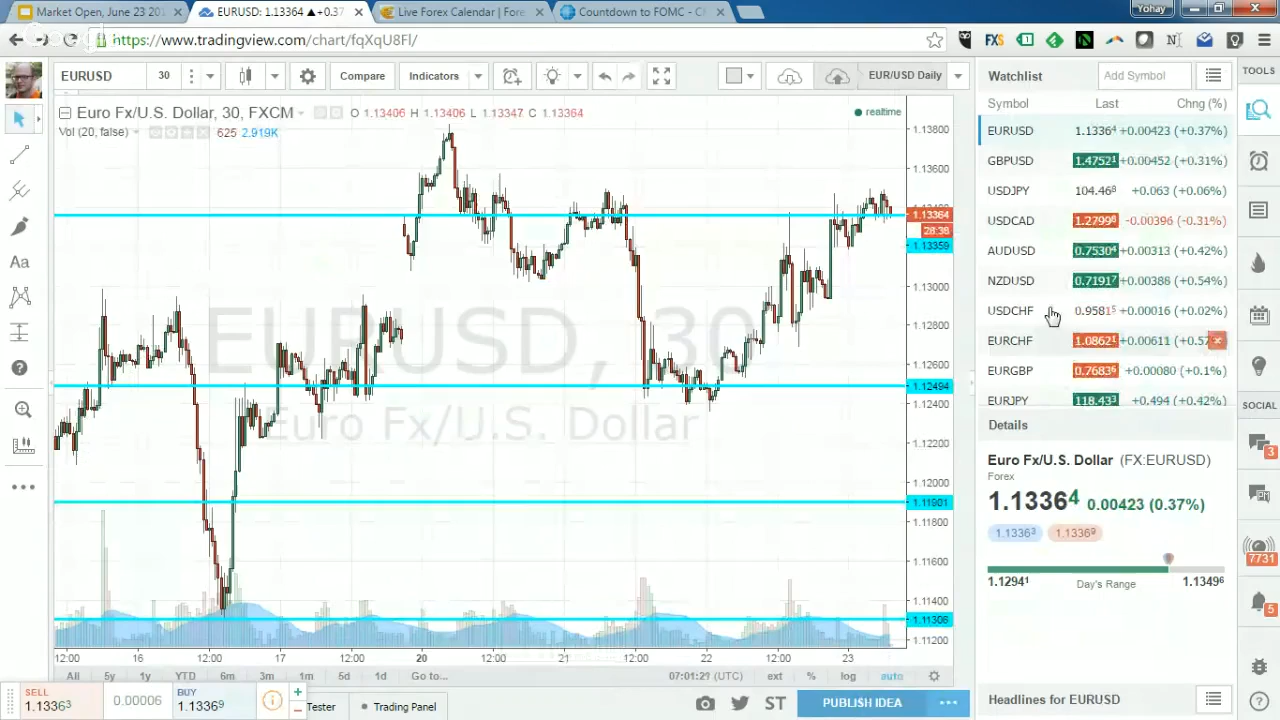 Market Open, June 23 201
EURUSD: 1.13364 ▲+0.37
Live Forex Calendar | Fore
Countdown to FOMC - C
Yohay
https://www.tradingview.com/chart/fqXqU8Fl/
FXS
EURUSD
30
Compare
Indicators
EUR/USD Daily
Euro Fx/U.S. Dollar, 30, FXCM
O 1.13406 H 1.13406 L 1.13347 C 1.13364
realtime
Vol (20, false)
625 2.919K
EURUSD, 30
Euro Fx/U.S. Dollar
1.13800
1.13600
1.13364
28:38
1.13359
1.13000
1.12800
1.12600
1.12494
1.12400
1.12200
1.12000
1.11901
1.11800
1.11600
1.11400
1.11306
1.11200
12:00 16 12:00 17 12:00 20 12:00 21 12:00 22 12:00 23
All 5y 1y YTD 6m 3m 1m 5d 1d Go to...
ext % log auto
SELL
1.13363
0.00006
BUY
1.13369
Tester
Trading Panel
ST
PUBLISH IDEA
Watchlist
Add Symbol
Symbol Last Chng (%)
EURUSD 1.13364 +0.00423 (+0.37%)
GBPUSD 1.47521 +0.00452 (+0.31%)
USDJPY 104.468 +0.063 (+0.06%)
USDCAD 1.27998 -0.00396 (-0.31%)
AUDUSD 0.75304 +0.00313 (+0.42%)
NZDUSD 0.71917 +0.00388 (+0.54%)
USDCHF 0.95815 +0.00016 (+0.02%)
EURCHF 1.08621 +0.00611 (+0.57
EURGBP 0.76836 +0.00080 (+0.1%)
EURJPY 118.433 +0.494 (+0.42%)
Details
Euro Fx/U.S. Dollar (FX:EURUSD)
Forex
1.13364 0.00423 (0.37%)
1.13363 1.13369
1.12941 Day's Range 1.13496
Headlines for EURUSD
TOOLS
SOCIAL
3
7731
5